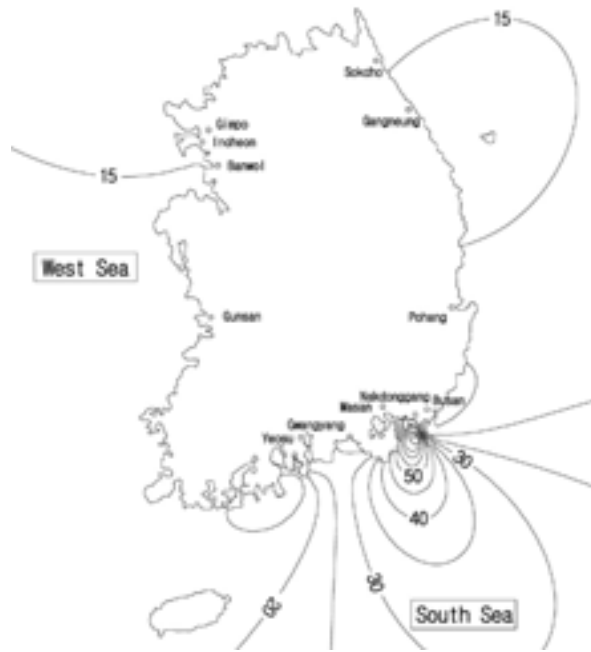 15
Sokcho
Gangneung
Gimpo
Incheon
Banwol
15
West Sea
Gunsan
Pohang
Nakdonggang
Busan
Masan
Gwangyang
Yeosu
30
50
40
30
South Sea